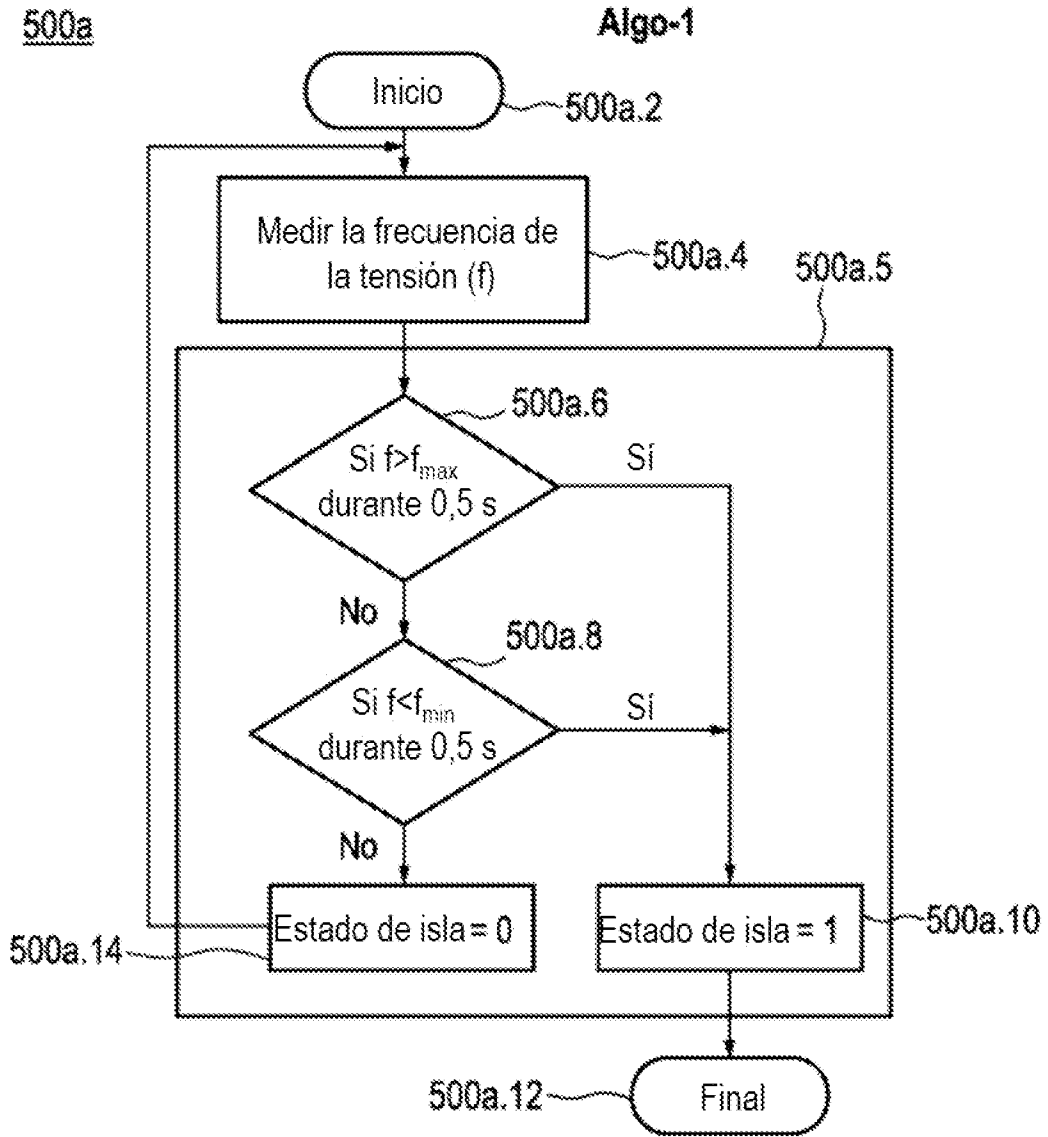 500a
Algo-1
Inicio
500a.2
Medir la frecuencia de
la tensión (f)
500a.4
500a.5
500a.6
Si f>fmax
durante 0,5 s
Sí
No
500a.8
Si f<fmin
durante 0,5 s
Sí
No
Estado de isla = 0
500a.14
Estado de isla = 1
500a.10
500a.12
Final